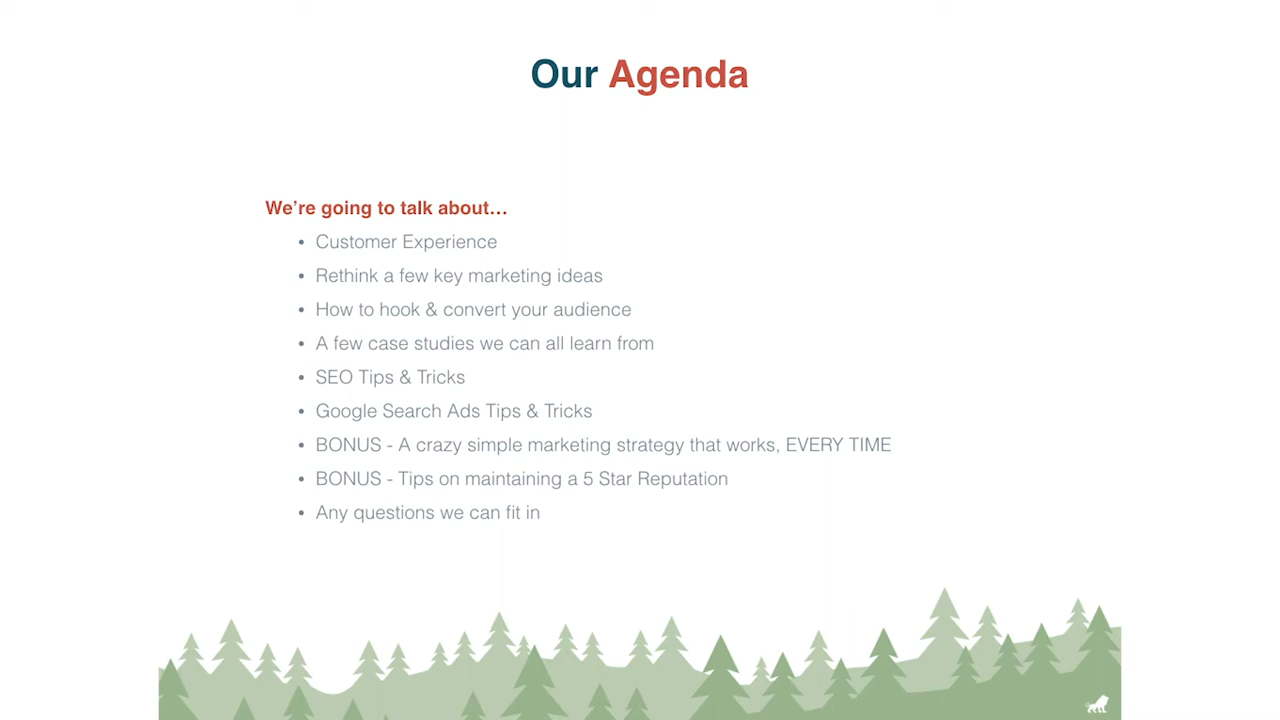 Our Agenda
We’re going to talk about…
• Customer Experience
• Rethink a few key marketing ideas
• How to hook & convert your audience
• A few case studies we can all learn from
• SEO Tips & Tricks
• Google Search Ads Tips & Tricks
• BONUS - A crazy simple marketing strategy that works, EVERY TIME
• BONUS - Tips on maintaining a 5 Star Reputation
• Any questions we can fit in